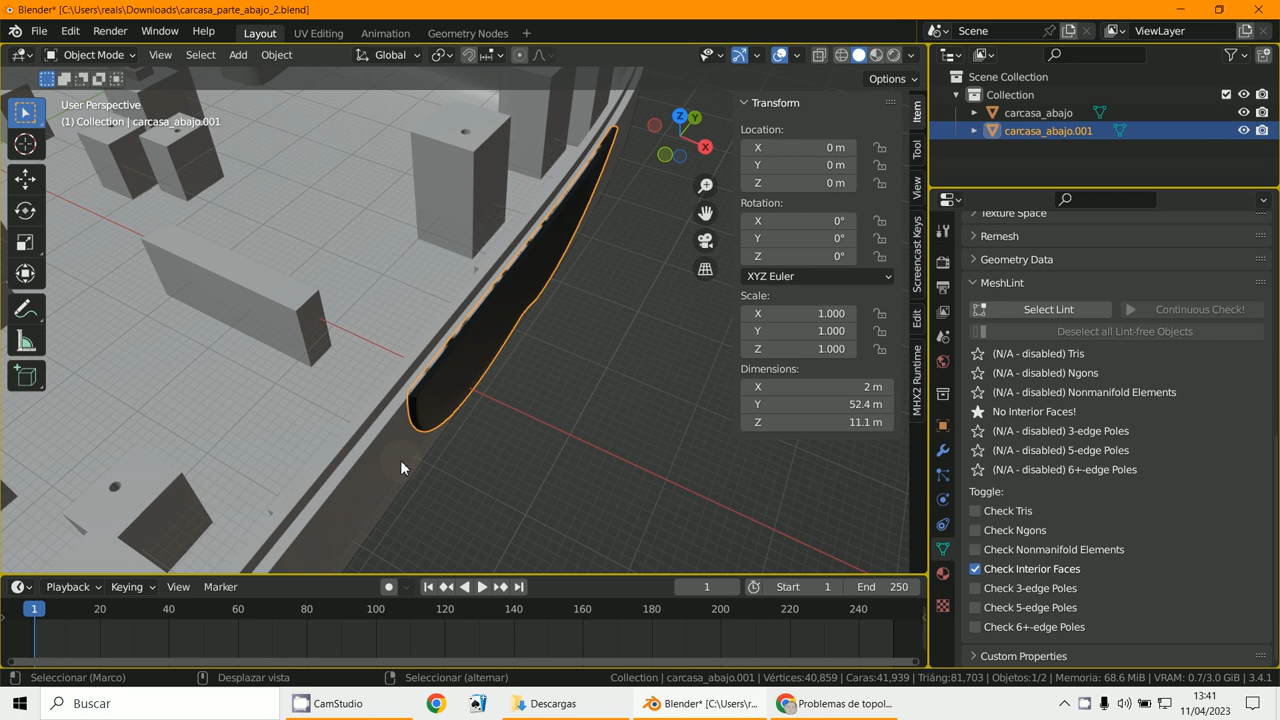 Blender* [C:\Users\reals\Downloads\carcasa_parte_abajo_2.blend]
File Edit Render Window Help Layout UV Editing Animation Geometry Nodes + Scene ViewLayer
Object Mode View Select Add Object Global
Options
User Perspective
(1) Collection | carcasa_abajo.001
Z Y X
Transform
Location:
X 0 m
Y 0 m
Z 0 m
Rotation:
X 0°
Y 0°
Z 0°
XYZ Euler
Scale:
X 1.000
Y 1.000
Z 1.000
Dimensions:
X 2 m
Y 52.4 m
Z 11.1 m
Item
Tool
View
Screencast Keys
Edit
MHX2 Runtime
Scene Collection
Collection
carcasa_abajo
carcasa_abajo.001
Texture Space
Remesh
Geometry Data
MeshLint
Select Lint Continuous Check!
Deselect all Lint-free Objects
(N/A - disabled) Tris
(N/A - disabled) Ngons
(N/A - disabled) Nonmanifold Elements
No Interior Faces!
(N/A - disabled) 3-edge Poles
(N/A - disabled) 5-edge Poles
(N/A - disabled) 6+-edge Poles
Toggle:
Check Tris
Check Ngons
Check Nonmanifold Elements
Check Interior Faces
Check 3-edge Poles
Check 5-edge Poles
Check 6+-edge Poles
Custom Properties
Playback Keying View Marker 1 Start 1 End 250
1 20 40 60 80 100 120 140 160 180 200 220 240
Seleccionar (Marco) Desplazar vista Seleccionar (alternar) Collection | carcasa_abajo.001 | Vértices:40,859 | Caras:41,939 | Triáng:81,703 | Objetos:1/2 | Memoria: 68.6 MiB | VRAM: 0.7/3.0 GiB | 3.4.1
Buscar CamStudio Descargas Blender* [C:\Users\r... Problemas de topol... 13:41
11/04/2023